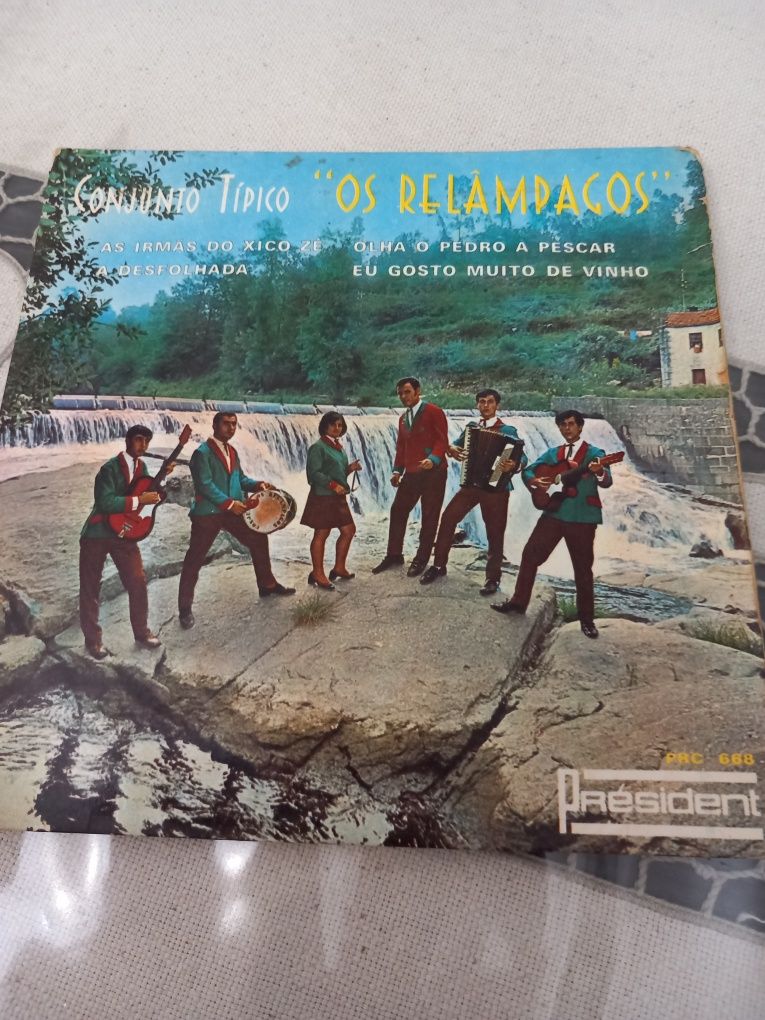 CONJUNTO TÍPICO "OS RELÂMPAGOS"
AS IRMÃS DO XICO ZÉ OLHA O PEDRO A PESCAR
A DESFOLHADA EU GOSTO MUITO DE VINHO
PRC 668
Président